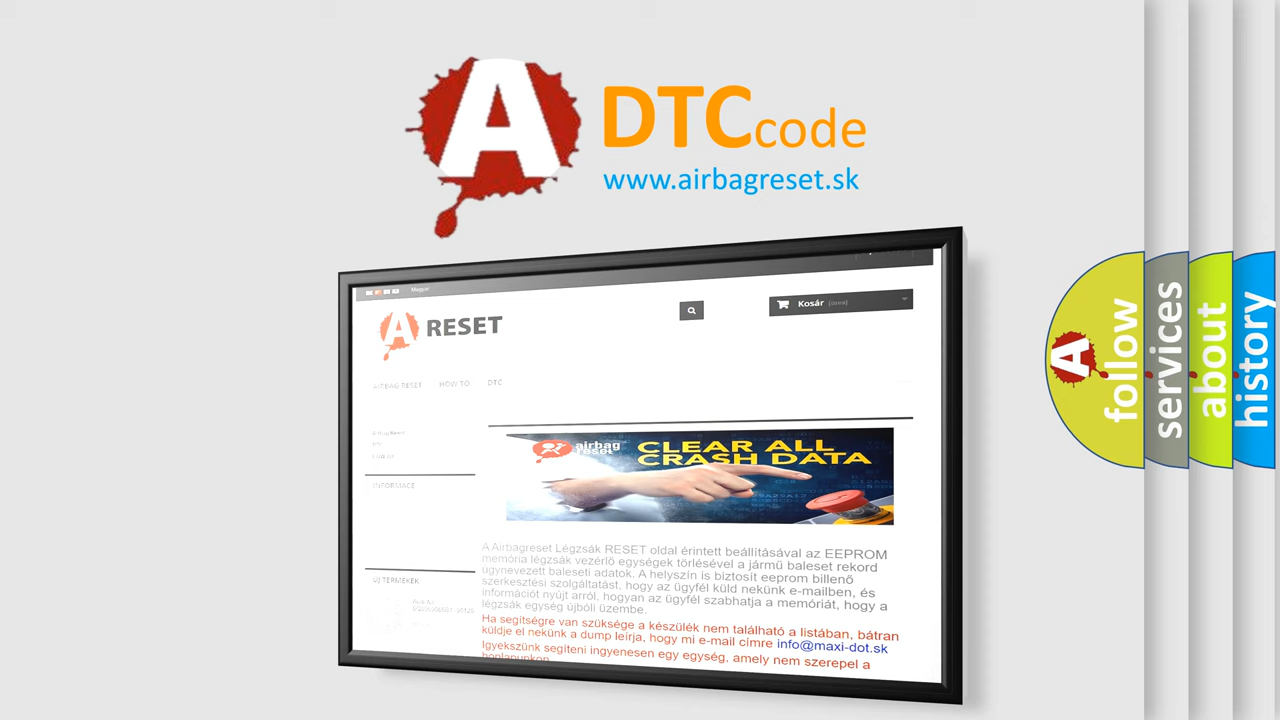 A DTCcode
www.airbagreset.sk
Magyar
A RESET
Kosár (üres)
AIRBAG RESET HOW TO DTC
Airbag Reset
DTC
INFORMACE
airbag
reset
CLEAR ALL
CRASH DATA
A Airbagreset Légzsák RESET oldal érintett beállításával az EEPROM
memória légzsák vezérlő egységek törlésével a jármű baleset rekord
úgynevezett baleseti adatok. A helyszín is biztosít eeprom billenő
szerkesztési szolgáltatást, hogy az ügyfél küld nekünk e-mailben, és
információt nyújt arról, hogyan az ügyfél szabhatja a memóriát, hogy a
légzsák egység újbóli üzembe.
Ha segítségre van szüksége a készülék nem található a listában, bátran
küldje el nekünk a dump leírja, hogy mi e-mail címre info@maxi-dot.sk
Igyekszünk segíteni ingyenesen egy egység, amely nem szerepel a
honlapunkon
ÚJ TERMÉKEK
A follow
services
about
history